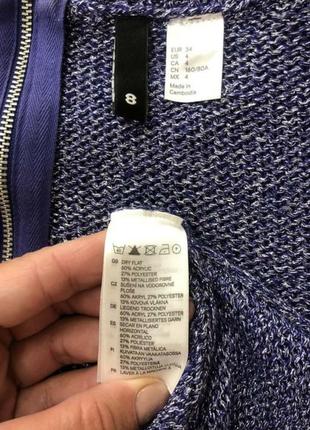 8
EUR 34
US 4
CA 4
CN 160/80A
MX 4
Made in
Cambodia
GB DRY FLAT
60% ACRYLIC
27% POLYESTER
13% METALLISED FIBRE
CZ SUŠENÍ NA VODOROVNÉ
PLOŠE
60% AKRYL 27% POLYESTER
13% KOVOVÁ VLÁKNA
DE LIEGEND TROCKNEN
60% ACRYL 27% POLYESTER
13% METALLISIERTES GARN
ES SECAR EN PLANO
HORIZONTAL
60% ACRÍLICO
27% POLIÉSTER
13% FIBRA METÁLICA
FI KUIVATAAN VAAKATASOSSA
60% AKRYYLIA
27% POLYESTERIA
13% METALLOITUJA
FR LAVER À LA MACHINE À